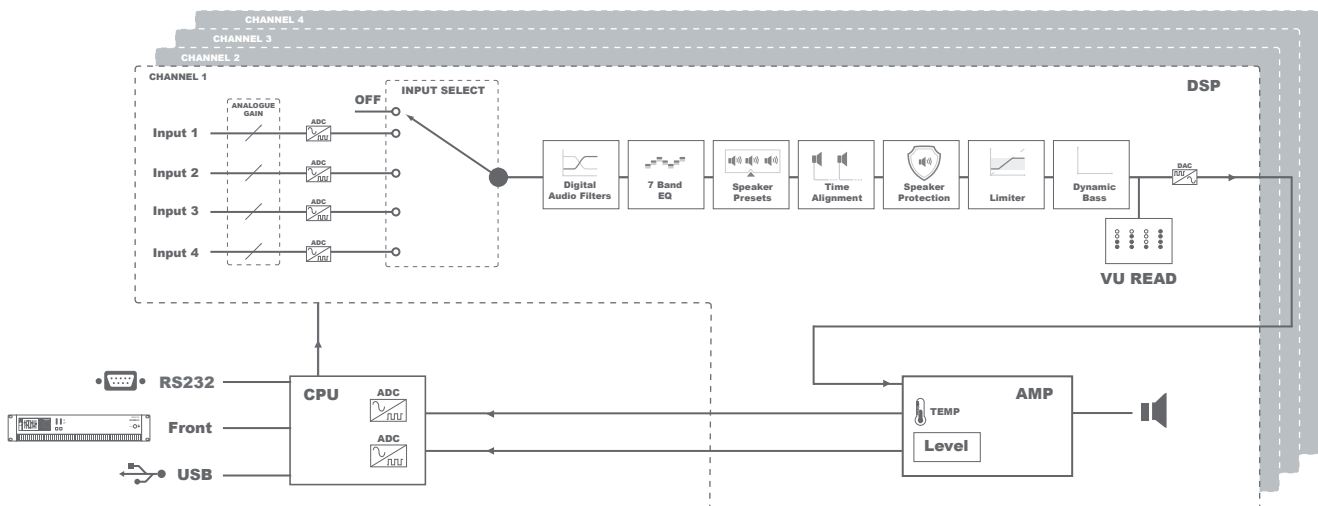 CHANNEL 4
CHANNEL 3
CHANNEL 2
CHANNEL 1
DSP
ANALOGUE
GAIN
INPUT SELECT
OFF
Input 1
ADC
Input 2
ADC
Input 3
ADC
Input 4
ADC
Digital
Audio Filters
7 Band
EQ
Speaker
Presets
Time
Alignment
Speaker
Protection
Limiter
Dynamic
Bass
DAC
VU READ
RS232
Front
USB
CPU
ADC
ADC
AMP
TEMP
Level